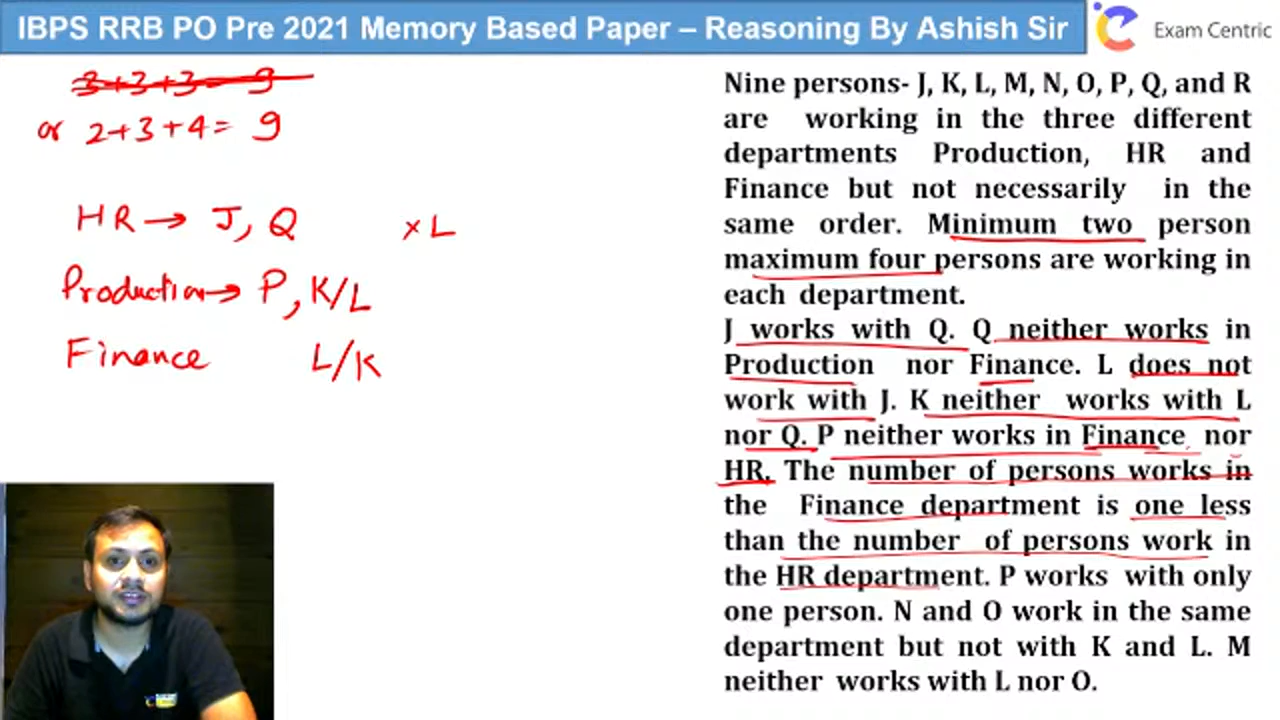 IBPS RRB PO Pre 2021 Memory Based Paper – Reasoning By Ashish Sir
Exam Centric
3+3+3 = 9
or 2+3+4= 9
HR→ J, Q ×L
Production→ P, K/L
Finance L/K
Nine persons- J, K, L, M, N, O, P, Q, and R
are working in the three different
departments Production, HR and
Finance but not necessarily in the
same order. Minimum two person
maximum four persons are working in
each department.
J works with Q. Q neither works in
Production nor Finance. L does not
work with J. K neither works with L
nor Q. P neither works in Finance nor
HR. The number of persons works in
the Finance department is one less
than the number of persons work in
the HR department. P works with only
one person. N and O work in the same
department but not with K and L. M
neither works with L nor O.